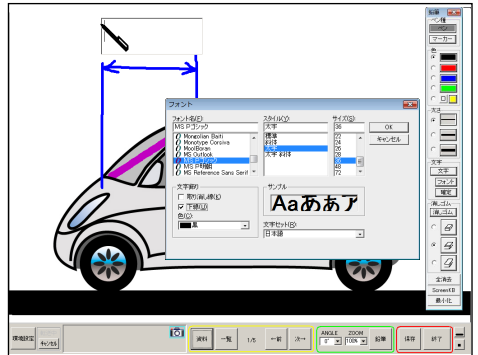 鉛筆
ペン種
ペン
マーカー
色
太さ
文字
文字
フォント
確定
消しゴム
消しゴム
全消去
ScreenKB
最小化
フォント
フォント名(F):
MS Pゴシック
Mongolian Baiti
Monotype Corsiva
MoolBoran
MS Outlook
MS Pゴシック
MS P明朝
MS Reference Sans Serif
スタイル(Y):
太字
標準
斜体
太字
太字 斜体
サイズ(S):
36
22
24
26
28
36
48
72
OK
キャンセル
文字飾り
取り消し線(K)
下線(U)
色(C):
黒
サンプル
Aaあぁア
文字セット(R):
日本語
環境設定
キャンセル
資料
一覧
1/5
←前
次→
ANGLE
ZOOM
0°
100%
鉛筆
保存
終了